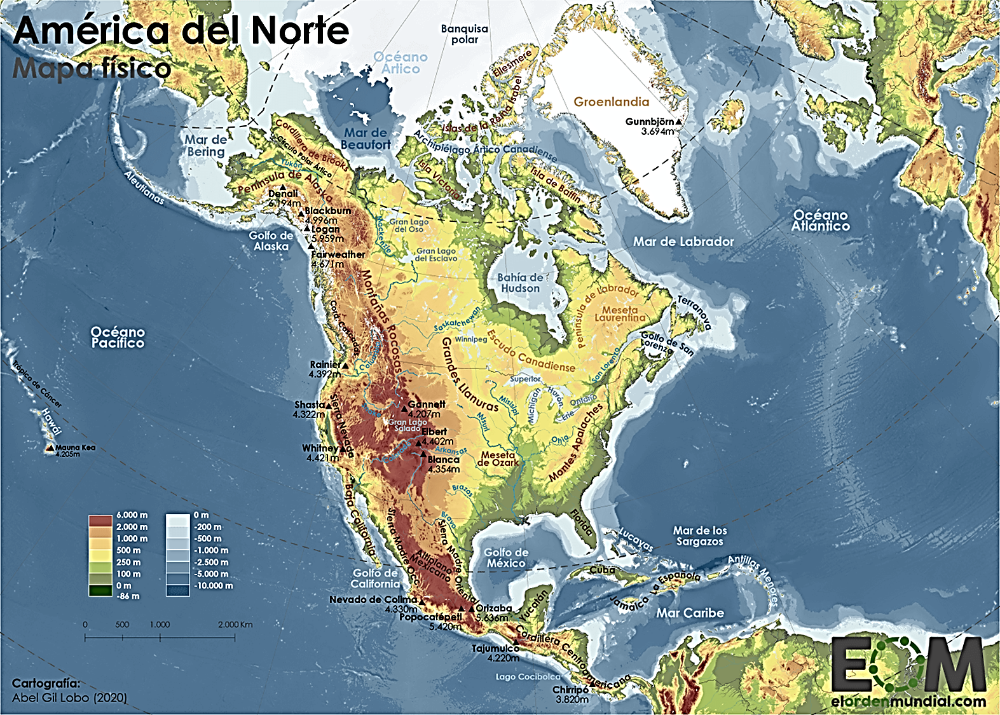 América del Norte
Mapa físico
Banquisa
polar
Océano
Ártico
Ellesmere
Islas de la Reina Isabel
Groenlandia
Gunnbjörn
3.694m
Mar de
Bering
Mar de
Beaufort
Archipiélago Ártico Canadiense
Cordillera de Brooks
Círculo Polar Ártico
Yukón
Península de Alaska
Isla Victoria
Isla de Baffin
Aleutianas
Denali
6.194m
Blackburn
4.996m
Logan
5.959m
Fairweather
4.671m
Golfo de
Alaska
Mackenzie
Gran Lago
del Oso
Gran Lago
del Esclavo
Océano
Atlántico
Mar de Labrador
Bahía de
Hudson
Montañas Rocosas
Península de Labrador
Meseta
Laurentina
Terranova
Cord. Cascadas
Saskatchewan
Winnipeg
Escudo Canadiense
Golfo de San
Lorenzo
San Lorenzo
Océano
Pacífico
Grandes Llanuras
Columbia
Rainier
4.392m
Superior
Michigan
Hurón
Ontario
Erie
Trópico de Cáncer
Hawái
Mauna Kea
4.205m
Shasta
4.322m
Sierra Nevada
Snake
Gannett
4.207m
Gran Lago
Salado
Misisipi
Misuri
Ohio
Montes Apalaches
Elbert
4.402m
Whitney
4.421m
Colorado
Arkansas
Blanca
4.354m
Meseta
de Ozark
Brazos
Bravo
Baja California
Sierra Madre Occ.
Sierra Madre Oriental
Altiplano
Mexicano
Florida
Lucayas
Mar de los
Sargazos
Golfo de
México
Golfo de
California
Cuba
La Española
Jamaica
Antillas Menores
Mar Caribe
Yucatán
Nevado de Colima
4.330m
Popocatépetl
5.420m
Orizaba
5.636m
Cordillera Centroamericana
Tajumulco
4.220m
Lago Cocibolca
Chirripó
3.820m
6.000 m
2.000 m
1.000 m
500 m
250 m
100 m
0 m
-86 m
0 m
-200 m
-500 m
-1.000 m
-2.500 m
-5.000 m
-10.000 m
0 500 1.000 2.000 Km
Cartografía:
Abel Gil Lobo (2020)
EOM
elordenmundial.com